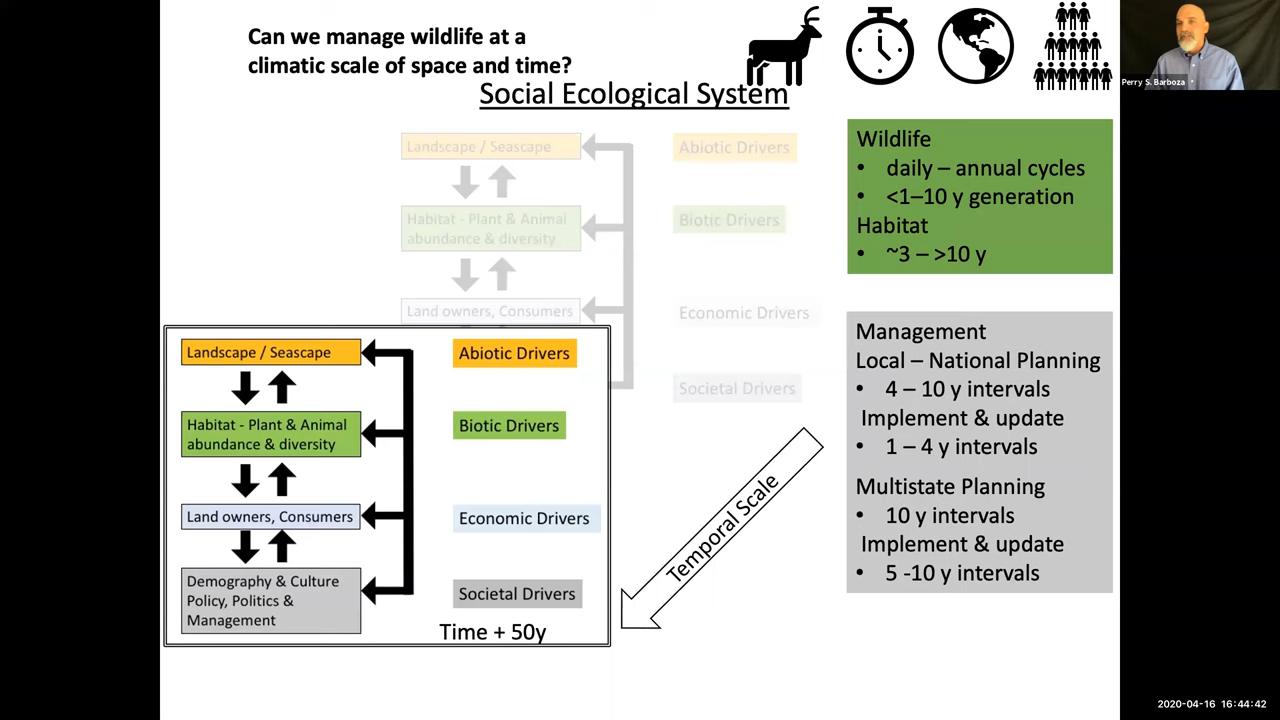 Can we manage wildlife at a
climatic scale of space and time?
Social Ecological System
Perry S. Barboza
Landscape / Seascape
Abiotic Drivers
Habitat - Plant & Animal
abundance & diversity
Biotic Drivers
Land owners, Consumers
Economic Drivers
Societal Drivers
Landscape / Seascape
Abiotic Drivers
Habitat - Plant & Animal
abundance & diversity
Biotic Drivers
Land owners, Consumers
Economic Drivers
Demography & Culture
Policy, Politics &
Management
Societal Drivers
Time + 50y
Temporal Scale
Wildlife
• daily – annual cycles
• <1–10 y generation
Habitat
• ~3 – >10 y
Management
Local – National Planning
• 4 – 10 y intervals
Implement & update
• 1 – 4 y intervals
Multistate Planning
• 10 y intervals
Implement & update
• 5 -10 y intervals
2020-04-16 16:44:42